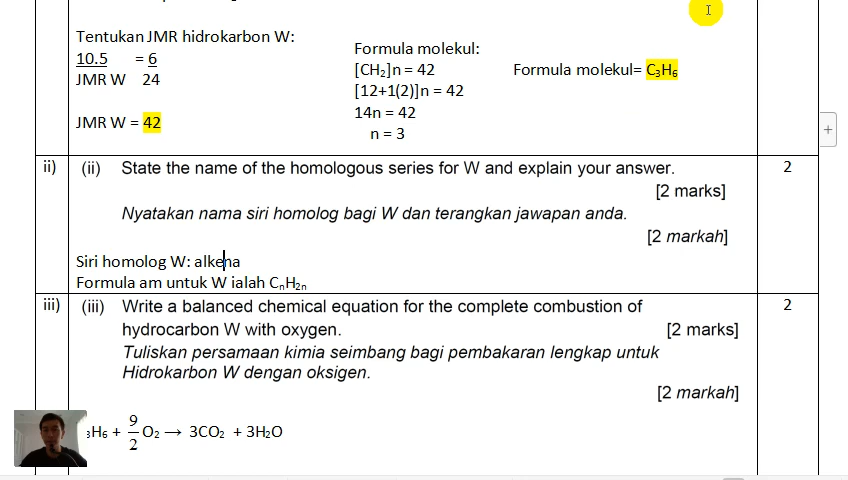 Tentukan JMR hidrokarbon W:
10.5 = 6
JMR W 24
JMR W = 42
Formula molekul:
[CH₂]n = 42
[12+1(2)]n = 42
14n = 42
n = 3
Formula molekul= C₃H₆
ii) (ii) State the name of the homologous series for W and explain your answer. 2
[2 marks]
Nyatakan nama siri homolog bagi W dan terangkan jawapan anda.
[2 markah]
Siri homolog W: alkena
Formula am untuk W ialah CₙH₂ₙ
iii) (iii) Write a balanced chemical equation for the complete combustion of 2
hydrocarbon W with oxygen. [2 marks]
Tuliskan persamaan kimia seimbang bagi pembakaran lengkap untuk
Hidrokarbon W dengan oksigen.
[2 markah]
₃H₆ + 9/2 O₂ → 3CO₂ + 3H₂O